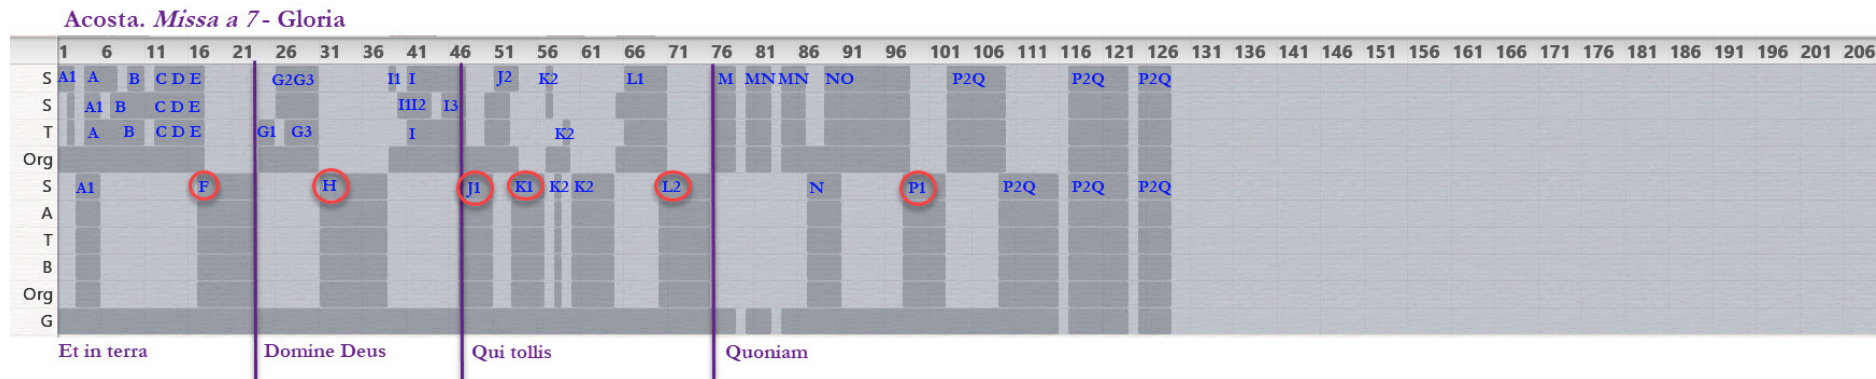 Acosta. Missa a 7 - Gloria
1 6 11 16 21 26 31 36 41 46 51 56 61 66 71 76 81 86 91 96 101 106 111 116 121 126 131 136 141 146 151 156 161 166 171 176 181 186 191 196 201 206
S A1 A B C D E G2G3 I1 I J2 K2 L1 M MN MN NO P2Q P2Q P2Q
S A1 B C D E I1I2 I3
T A B C D E G1 G3 I K2
Org
S A1 F H J1 K1 K2 K2 L2 N P1 P2Q P2Q P2Q
A
T
B
Org
G
Et in terra Domine Deus Qui tollis Quoniam